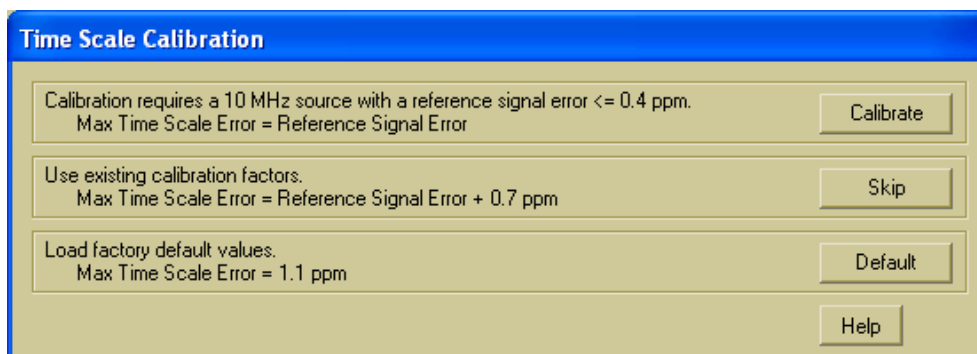 Time Scale Calibration
Calibration requires a 10 MHz source with a reference signal error <= 0.4 ppm.
Max Time Scale Error = Reference Signal Error
Calibrate
Use existing calibration factors.
Max Time Scale Error = Reference Signal Error + 0.7 ppm
Skip
Load factory default values.
Max Time Scale Error = 1.1 ppm
Default
Help